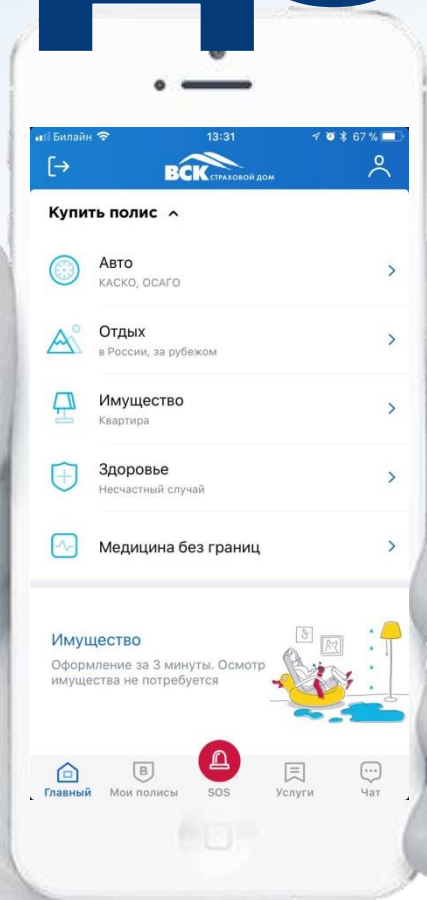 Билайн 13:31 67 %
ВСК СТРАХОВОЙ ДОМ
Купить полис
Авто
КАСКО, ОСАГО
Отдых
в России, за рубежом
Имущество
Квартира
Здоровье
Несчастный случай
Медицина без границ
Имущество
Оформление за 3 минуты. Осмотр
имущества не потребуется
Главный Мои полисы SOS Услуги Чат